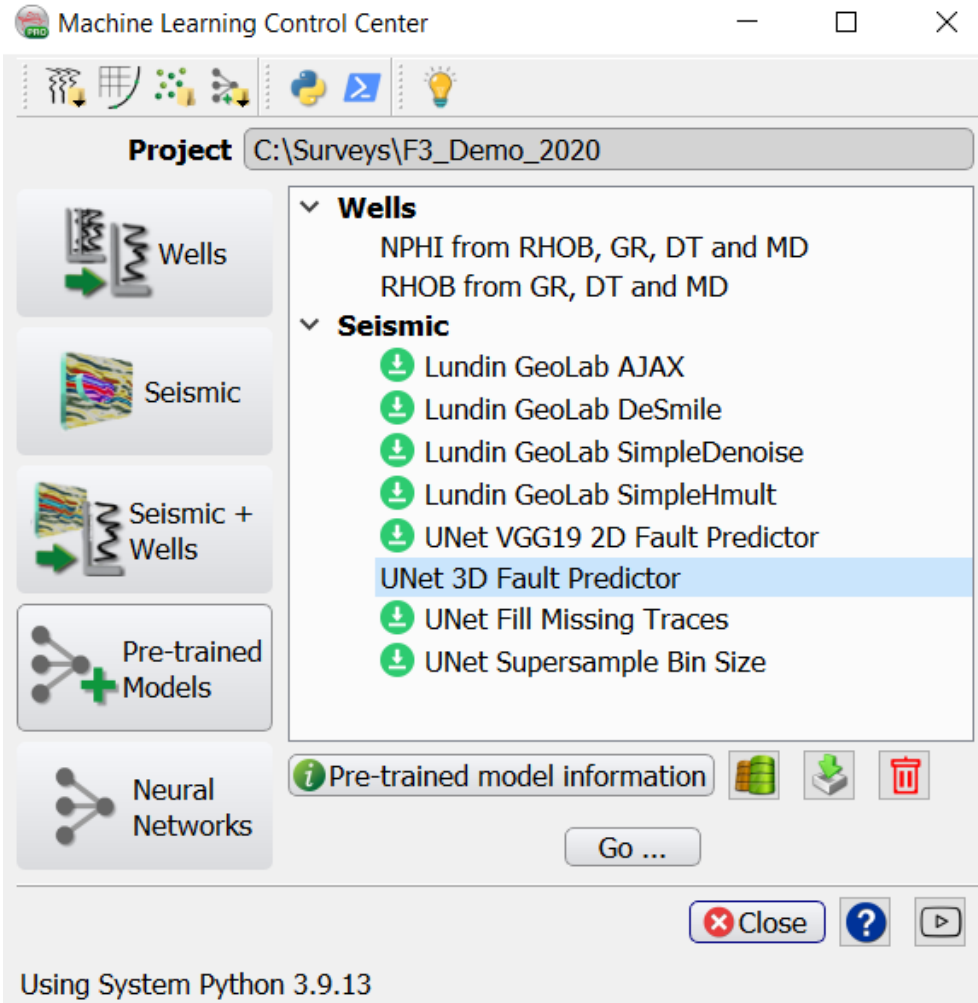 Machine Learning Control Center
Project C:\Surveys\F3_Demo_2020
Wells
Seismic
Seismic +
Wells
Pre-trained
Models
Neural
Networks
Wells
NPHI from RHOB, GR, DT and MD
RHOB from GR, DT and MD
Seismic
Lundin GeoLab AJAX
Lundin GeoLab DeSmile
Lundin GeoLab SimpleDenoise
Lundin GeoLab SimpleHmult
UNet VGG19 2D Fault Predictor
UNet 3D Fault Predictor
UNet Fill Missing Traces
UNet Supersample Bin Size
Pre-trained model information
Go ...
Close
Using System Python 3.9.13